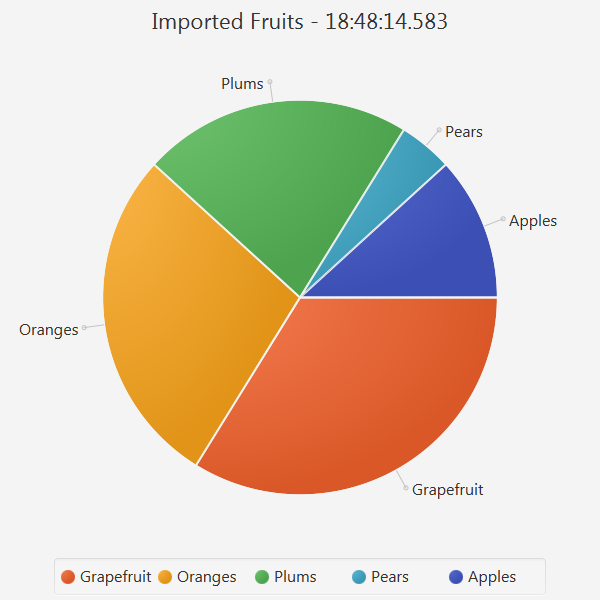 Imported Fruits - 18:48:14.583
Plums
Pears
Apples
Oranges
Grapefruit
Grapefruit Oranges Plums Pears Apples